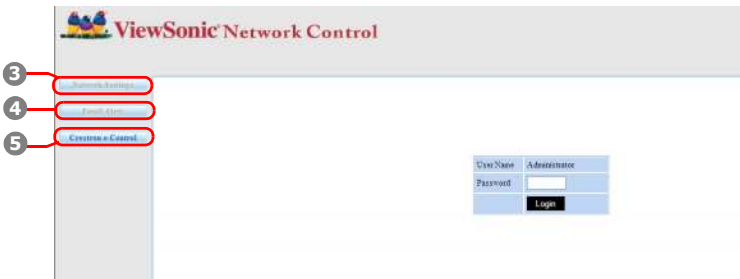 ViewSonic Network Control
3
Network Settings
4
Email Alert
5
Crestron e-Control
User Name Administrator
Password
Login